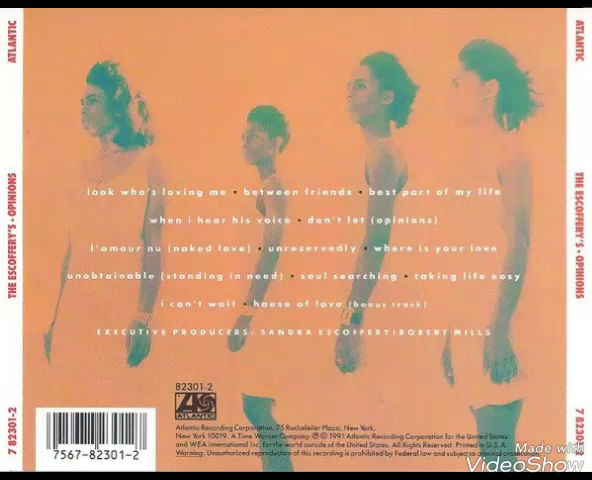 ATLANTIC
THE ESCOFFERY'S • OPINIONS
7 82301-2
look who's loving me • between friends • best part of my life
when i hear his voice • don't let (opinions)
l'amour nu (naked love) • unreservedly • where is your love
unobtainable (standing in need) • soul searching • taking life easy
i can't wait • house of love (bonus track)
EXECUTIVE PRODUCERS: SANDRA ESCOFFERY/ROBERT MILLS
82301-2
ATLANTIC
Atlantic Recording Corporation, 75 Rockefeller Plaza, New York,
New York 10019. A Time Warner Company ℗ © 1991 Atlantic Recording Corporation for the United States
and WEA International Inc. for the world outside of the United States. All Rights Reserved. Printed in U.S.A.
Warning: Unauthorized reproduction of this recording is prohibited by Federal law and subject to criminal
7567-82301-2
ATLANTIC
THE ESCOFFERY'S • OPINIONS
7 82301-2
Made with
VideoShow